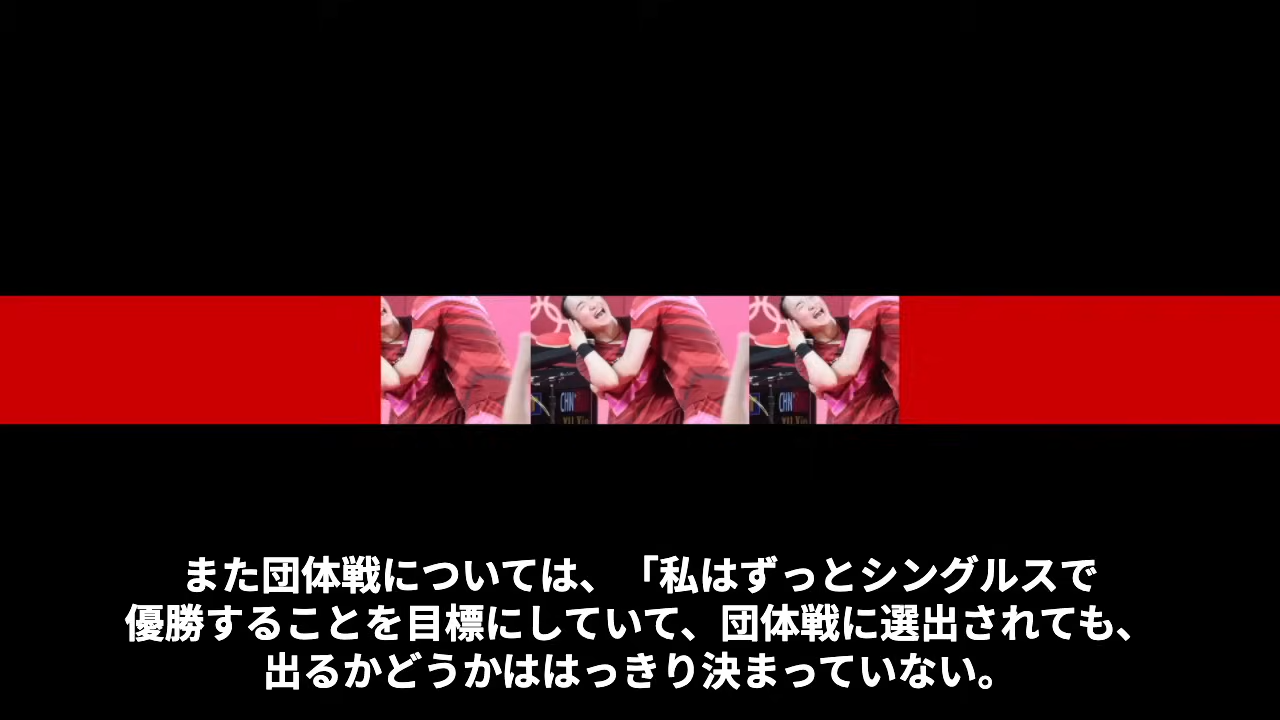 CHN
CHN
また団体戦については、「私はずっとシングルスで
優勝することを目標にしていて、団体戦に選出されても、
出るかどうかははっきり決まっていない。